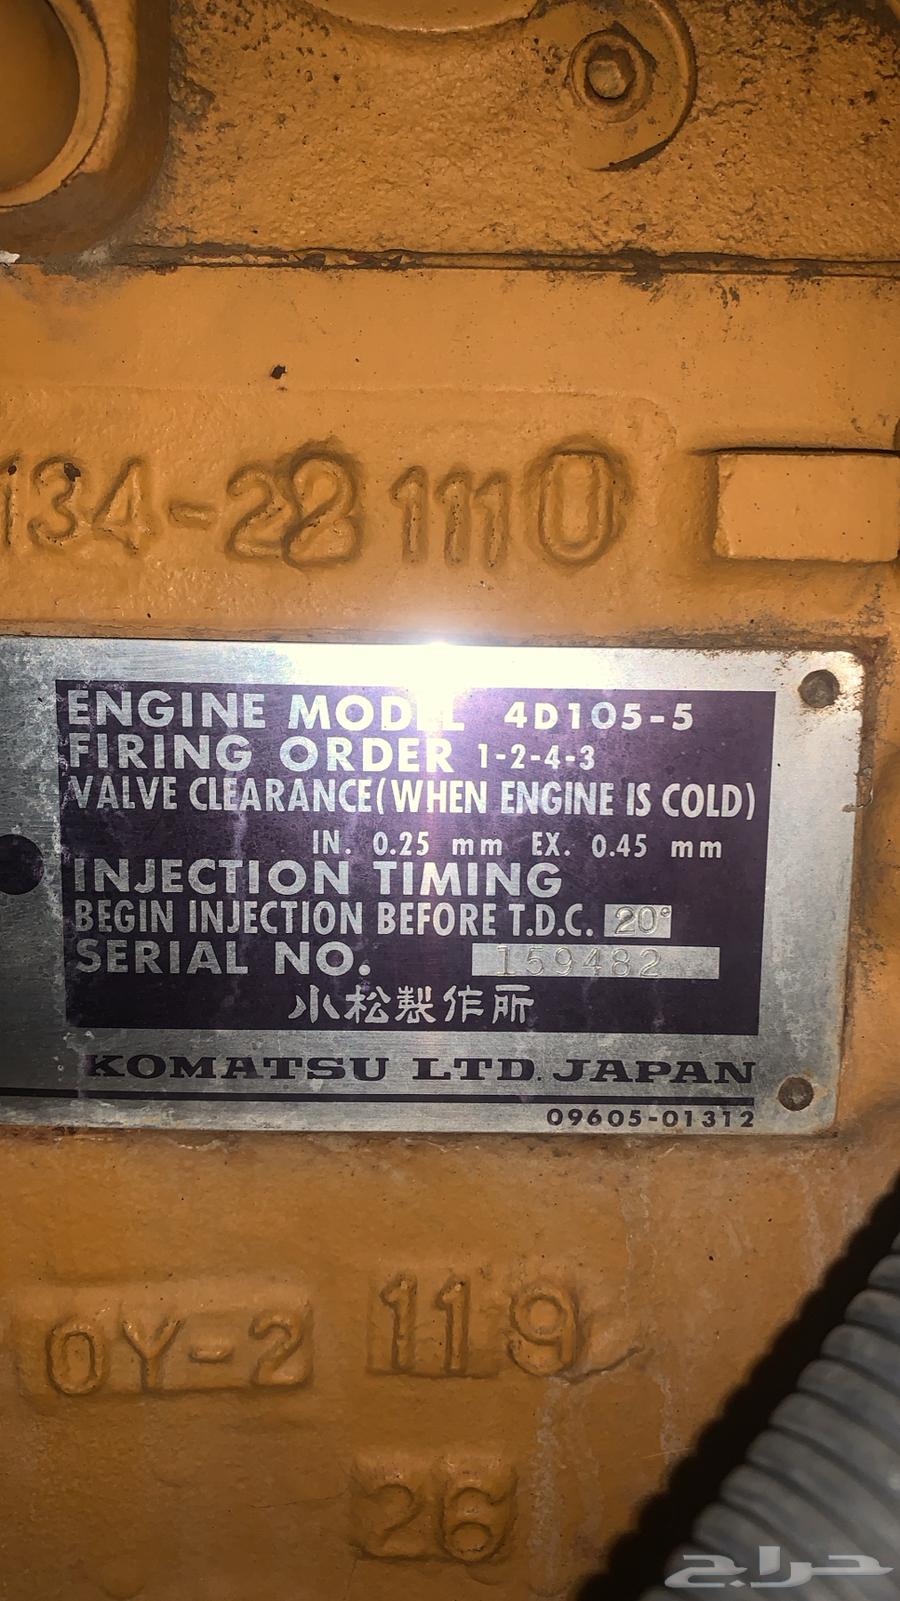 134-22 1110
ENGINE MODEL 4D105-5
FIRING ORDER 1-2-4-3
VALVE CLEARANCE(WHEN ENGINE IS COLD)
IN. 0.25 mm EX. 0.45 mm
INJECTION TIMING
BEGIN INJECTION BEFORE T.D.C. 20°
SERIAL NO. 159482
小松製作所
KOMATSU LTD. JAPAN
09605-01312
0Y-2 119
26
حراج